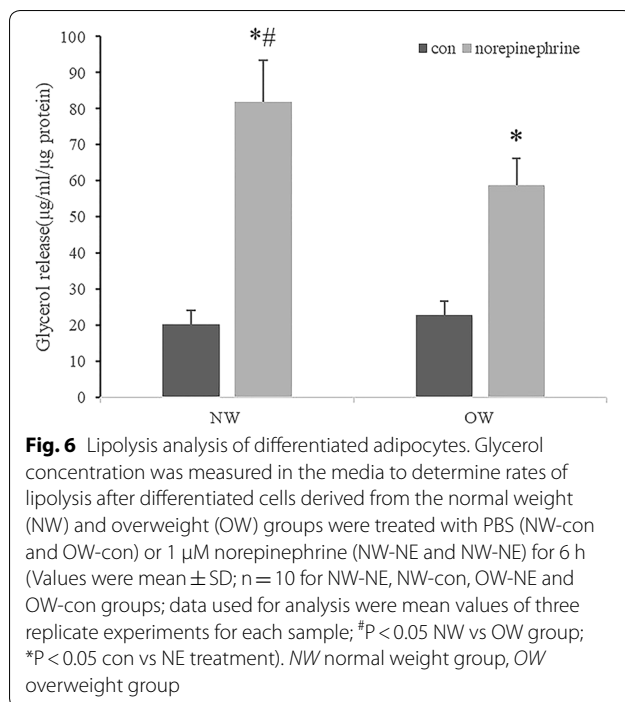 100
*#
con norepinephrine
90
80
70
*
60
50
40
30
20
10
0
Glycerol release(μg/ml/μg protein)
NW OW
Fig. 6 Lipolysis analysis of differentiated adipocytes. Glycerol
concentration was measured in the media to determine rates of
lipolysis after differentiated cells derived from the normal weight
(NW) and overweight (OW) groups were treated with PBS (NW-con
and OW-con) or 1 μM norepinephrine (NW-NE and NW-NE) for 6 h
(Values were mean ± SD; n = 10 for NW-NE, NW-con, OW-NE and
OW-con groups; data used for analysis were mean values of three
replicate experiments for each sample; #P < 0.05 NW vs OW group;
*P < 0.05 con vs NE treatment). NW normal weight group, OW
overweight group